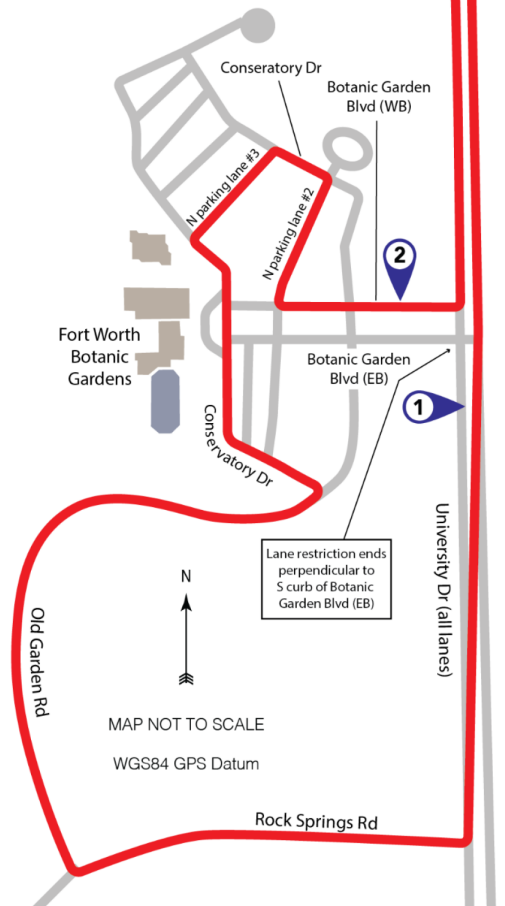 Conseratory Dr
Botanic Garden
Blvd (WB)
N parking lane #3
N parking lane #2
2
Fort Worth
Botanic
Gardens
Botanic Garden
Blvd (EB)
1
Conservatory Dr
Lane restriction ends
perpendicular to
S curb of Botanic
Garden Blvd (EB)
University Dr (all lanes)
N
Old Garden Rd
MAP NOT TO SCALE
WGS84 GPS Datum
Rock Springs Rd